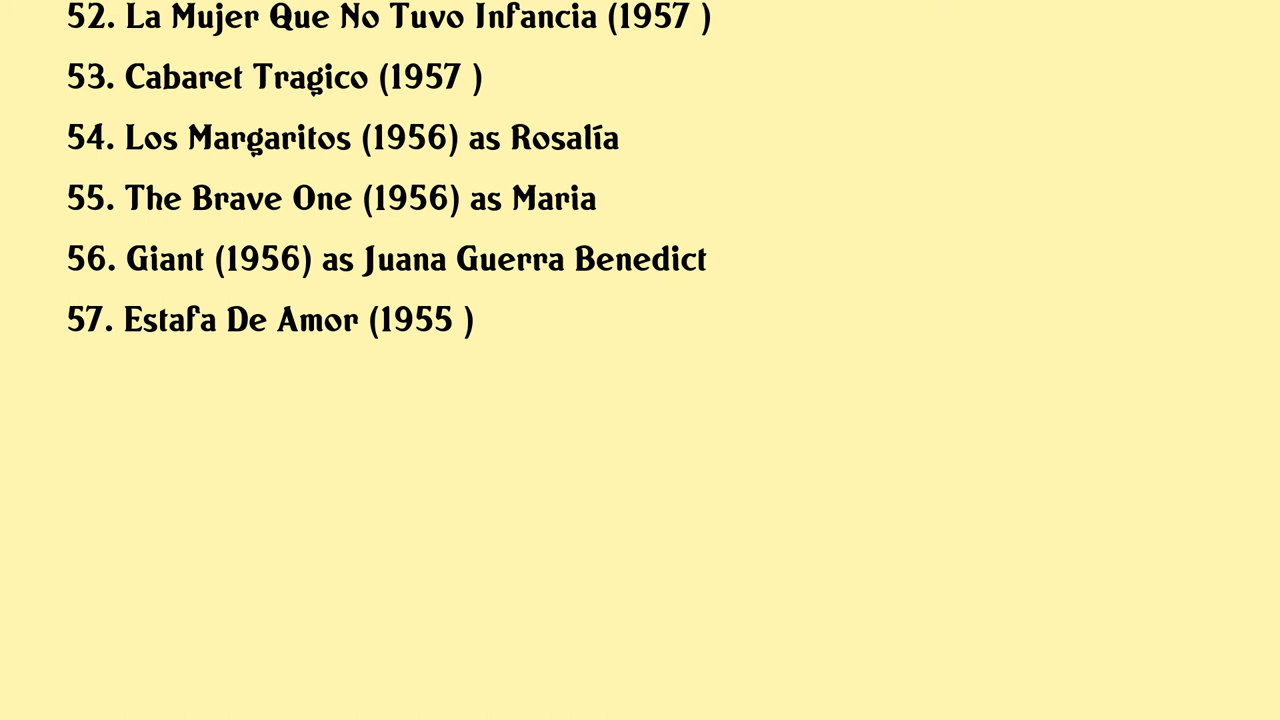 52. La Mujer Que No Tuvo Infancia (1957 )
53. Cabaret Tragico (1957 )
54. Los Margaritos (1956) as Rosalía
55. The Brave One (1956) as Maria
56. Giant (1956) as Juana Guerra Benedict
57. Estafa De Amor (1955 )